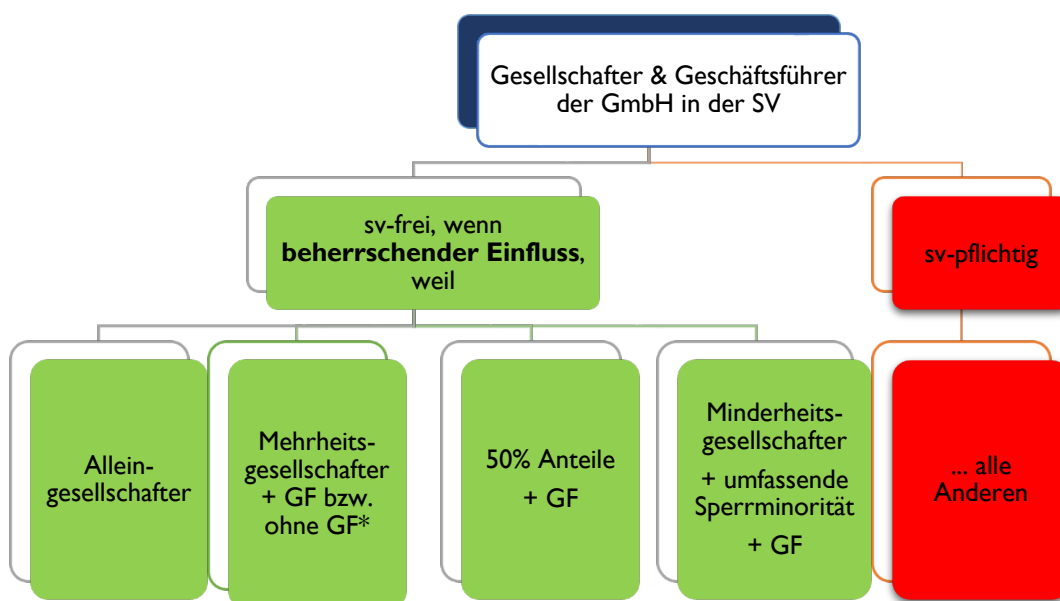 Gesellschafter & Geschäftsführer
der GmbH in der SV
sv-frei, wenn
beherrschender Einfluss,
weil
sv-pflichtig
Allein-
gesellschafter
Mehrheits-
gesellschafter
+ GF bzw.
ohne GF*
50% Anteile
+ GF
Minderheits-
gesellschafter
+ umfassende
Sperrminorität
+ GF
... alle
Anderen